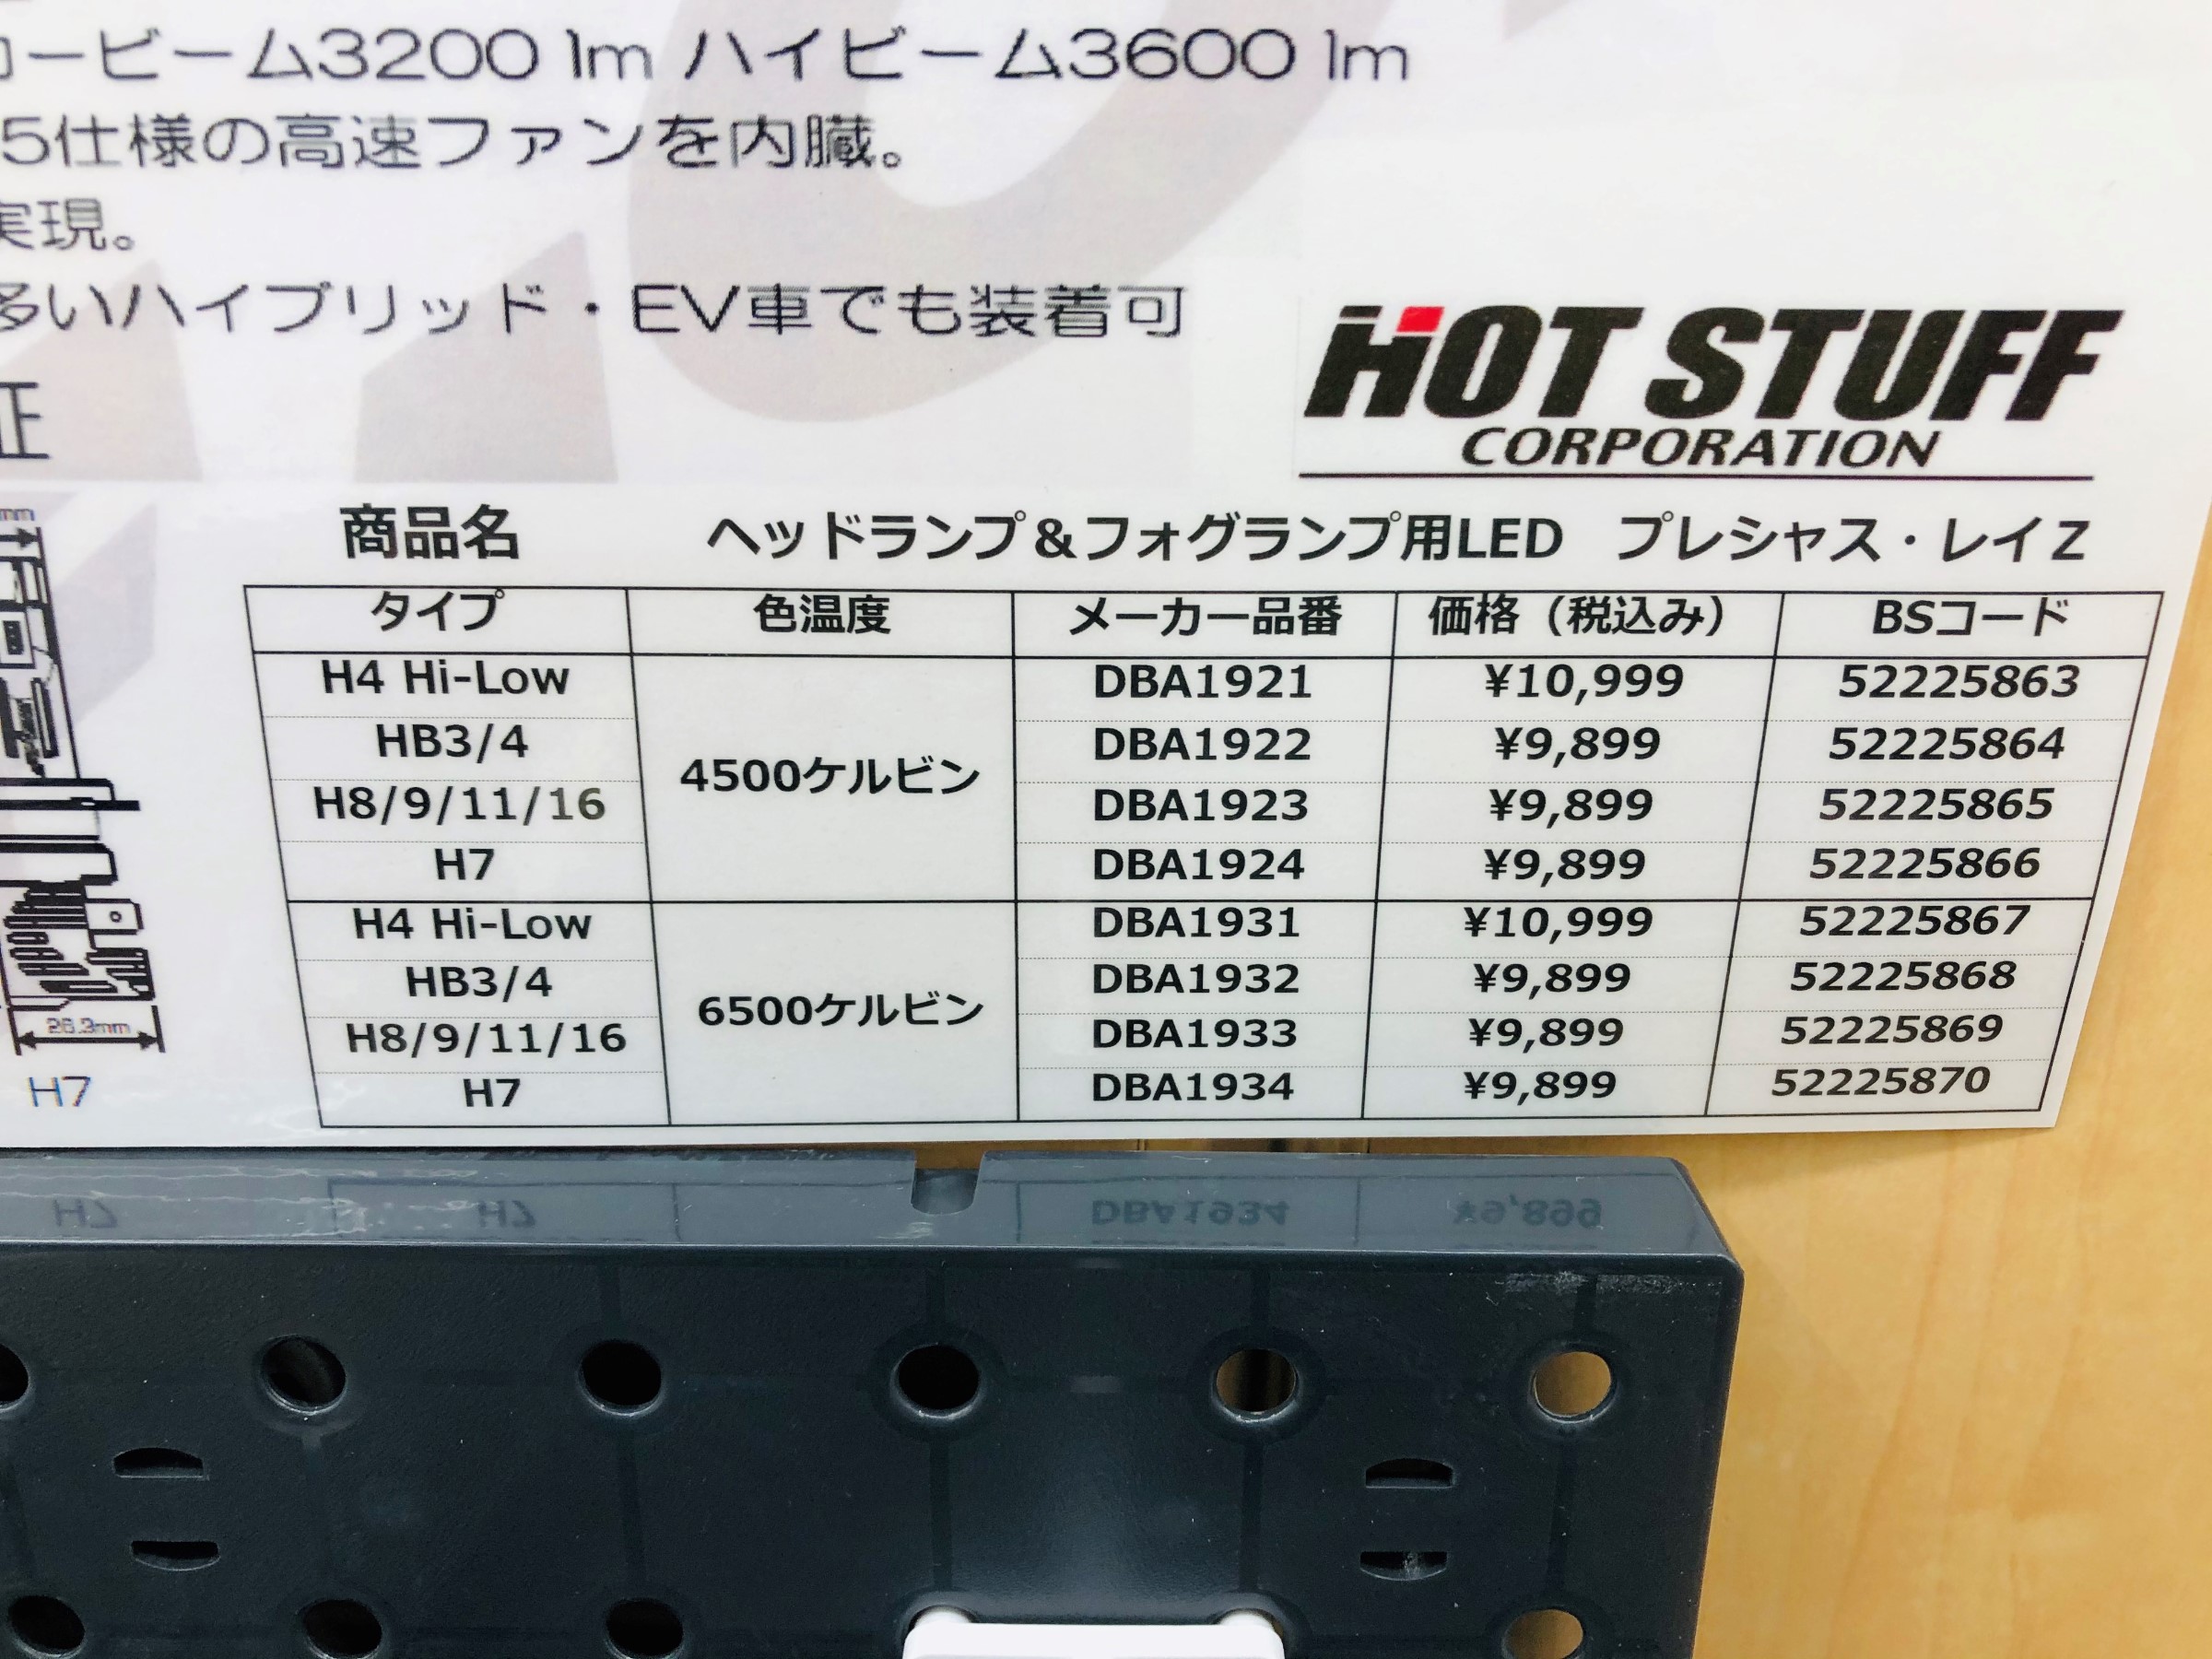 ロービーム3200 lm ハイビーム3600 lm
5仕様の高速ファンを内臓。
実現。
多いハイブリッド・EV車でも装着可
証
HOT STUFF
CORPORATION
商品名 ヘッドランプ＆フォグランプ用LED プレシャス・レイZ
タイプ 色温度 メーカー品番 価格（税込み） BSコード
H4 Hi-Low 4500ケルビン DBA1921 ¥10,999 52225863
HB3/4 DBA1922 ¥9,899 52225864
H8/9/11/16 DBA1923 ¥9,899 52225865
H7 DBA1924 ¥9,899 52225866
H4 Hi-Low 6500ケルビン DBA1931 ¥10,999 52225867
HB3/4 DBA1932 ¥9,899 52225868
H8/9/11/16 DBA1933 ¥9,899 52225869
H7 DBA1934 ¥9,899 52225870
mm
26.3mm
H7